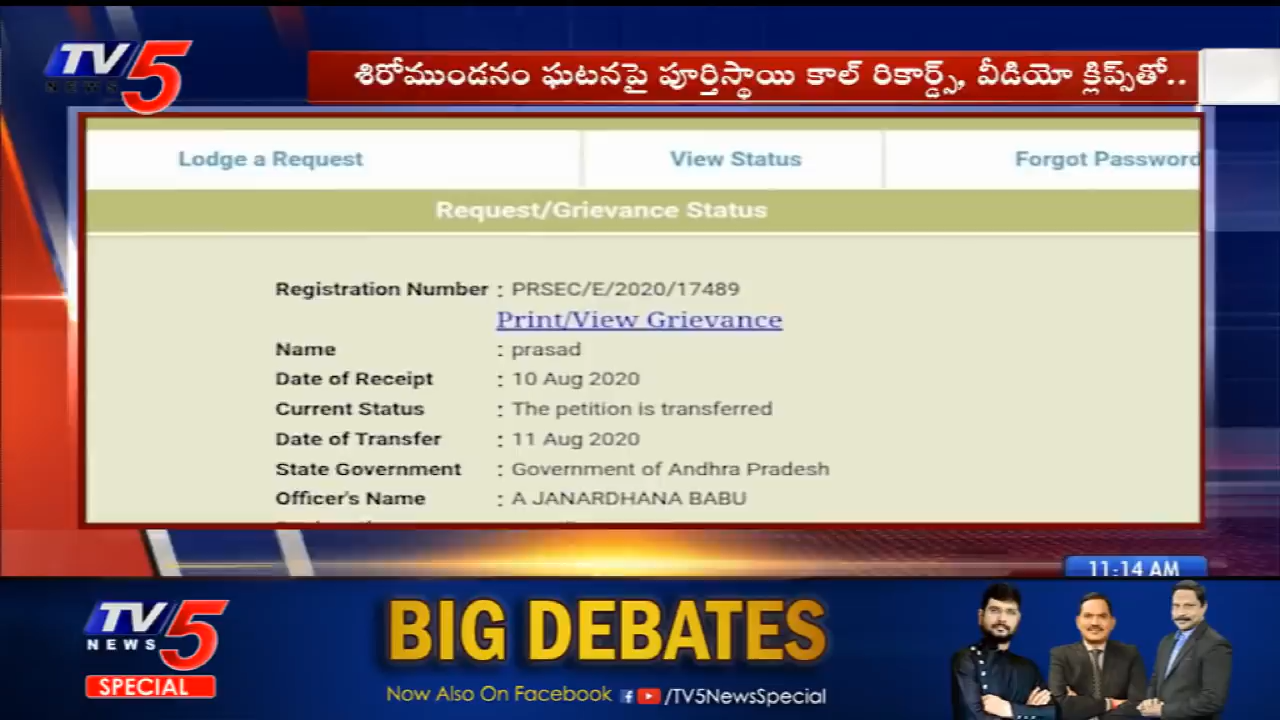 TV5
NEWS
శిరోముండనం ఘటనపై పూర్తిస్థాయి కాల్ రికార్డ్స్, వీడియో క్లిప్స్‌తో..
Lodge a Request
View Status
Forgot Password
Request/Grievance Status
Registration Number : PRSEC/E/2020/17489
Print/View Grievance
Name : prasad
Date of Receipt : 10 Aug 2020
Current Status : The petition is transferred
Date of Transfer : 11 Aug 2020
State Government : Government of Andhra Pradesh
Officer's Name : A JANARDHANA BABU
11:14 AM
TV5
NEWS
SPECIAL
BIG DEBATES
Now Also On Facebook /TV5NewsSpecial